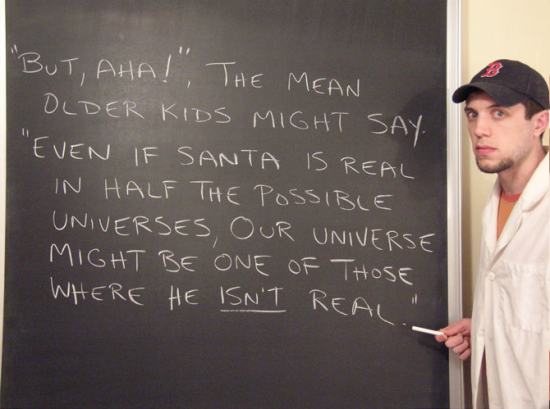 "BUT, AHA!", THE MEAN
OLDER KIDS MIGHT SAY.
"EVEN IF SANTA IS REAL
IN HALF THE POSSIBLE
UNIVERSES, OUR UNIVERSE
MIGHT BE ONE OF THOSE
WHERE HE ISN'T REAL."
B